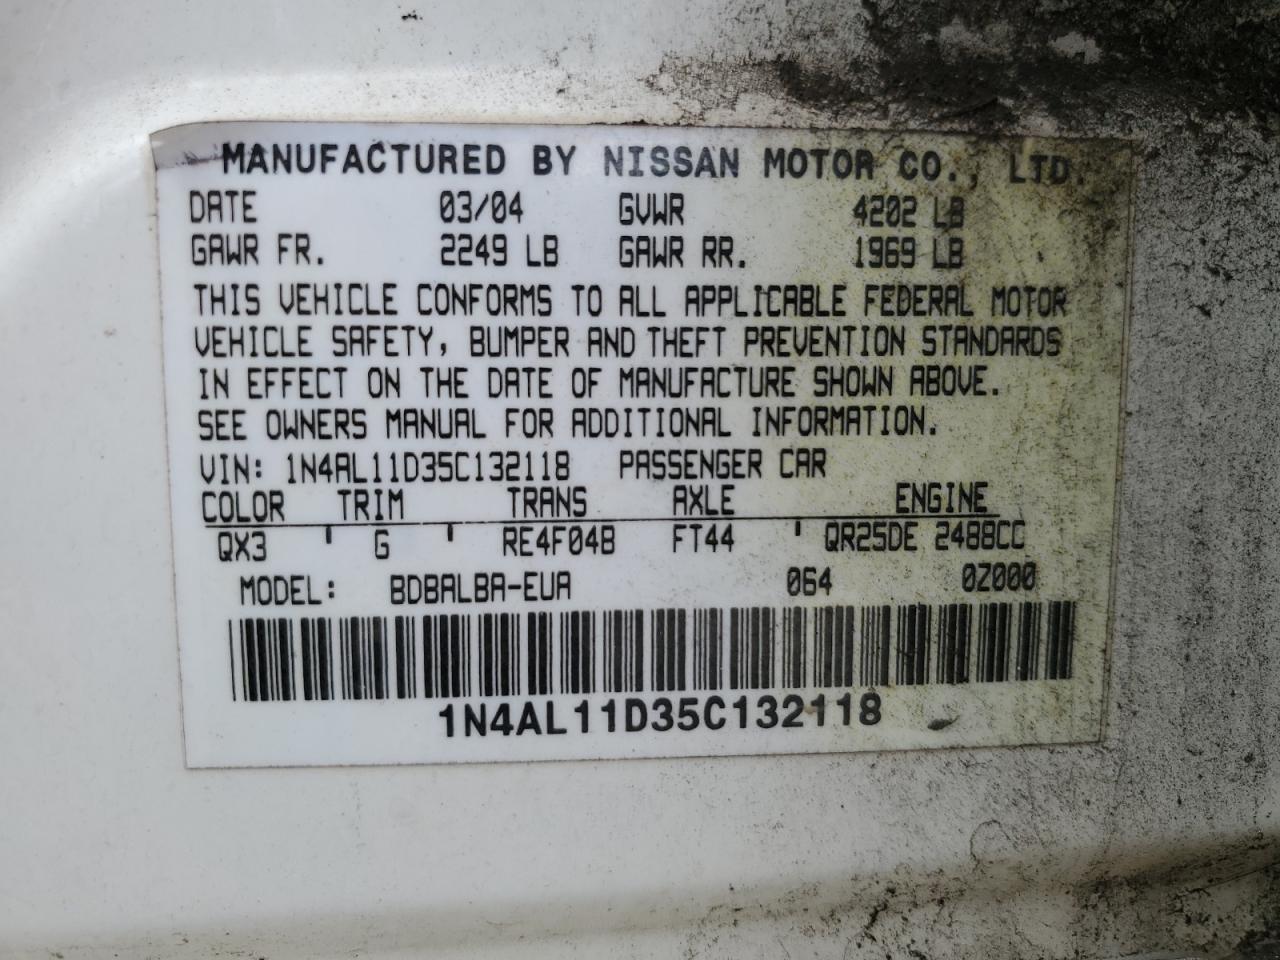 MANUFACTURED BY NISSAN MOTOR CO., LTD.
DATE 03/04 GVWR 4202 LB
GAWR FR. 2249 LB GAWR RR. 1969 LB
THIS VEHICLE CONFORMS TO ALL APPLICABLE FEDERAL MOTOR
VEHICLE SAFETY, BUMPER AND THEFT PREVENTION STANDARDS
IN EFFECT ON THE DATE OF MANUFACTURE SHOWN ABOVE.
SEE OWNERS MANUAL FOR ADDITIONAL INFORMATION.
VIN: 1N4AL11D35C132118 PASSENGER CAR
COLOR TRIM TRANS AXLE ENGINE
QX3 ' G ' RE4F04B FT44 ' QR25DE 2488CC
MODEL: BDBALBA-EUA 064 0Z000
1N4AL11D35C132118